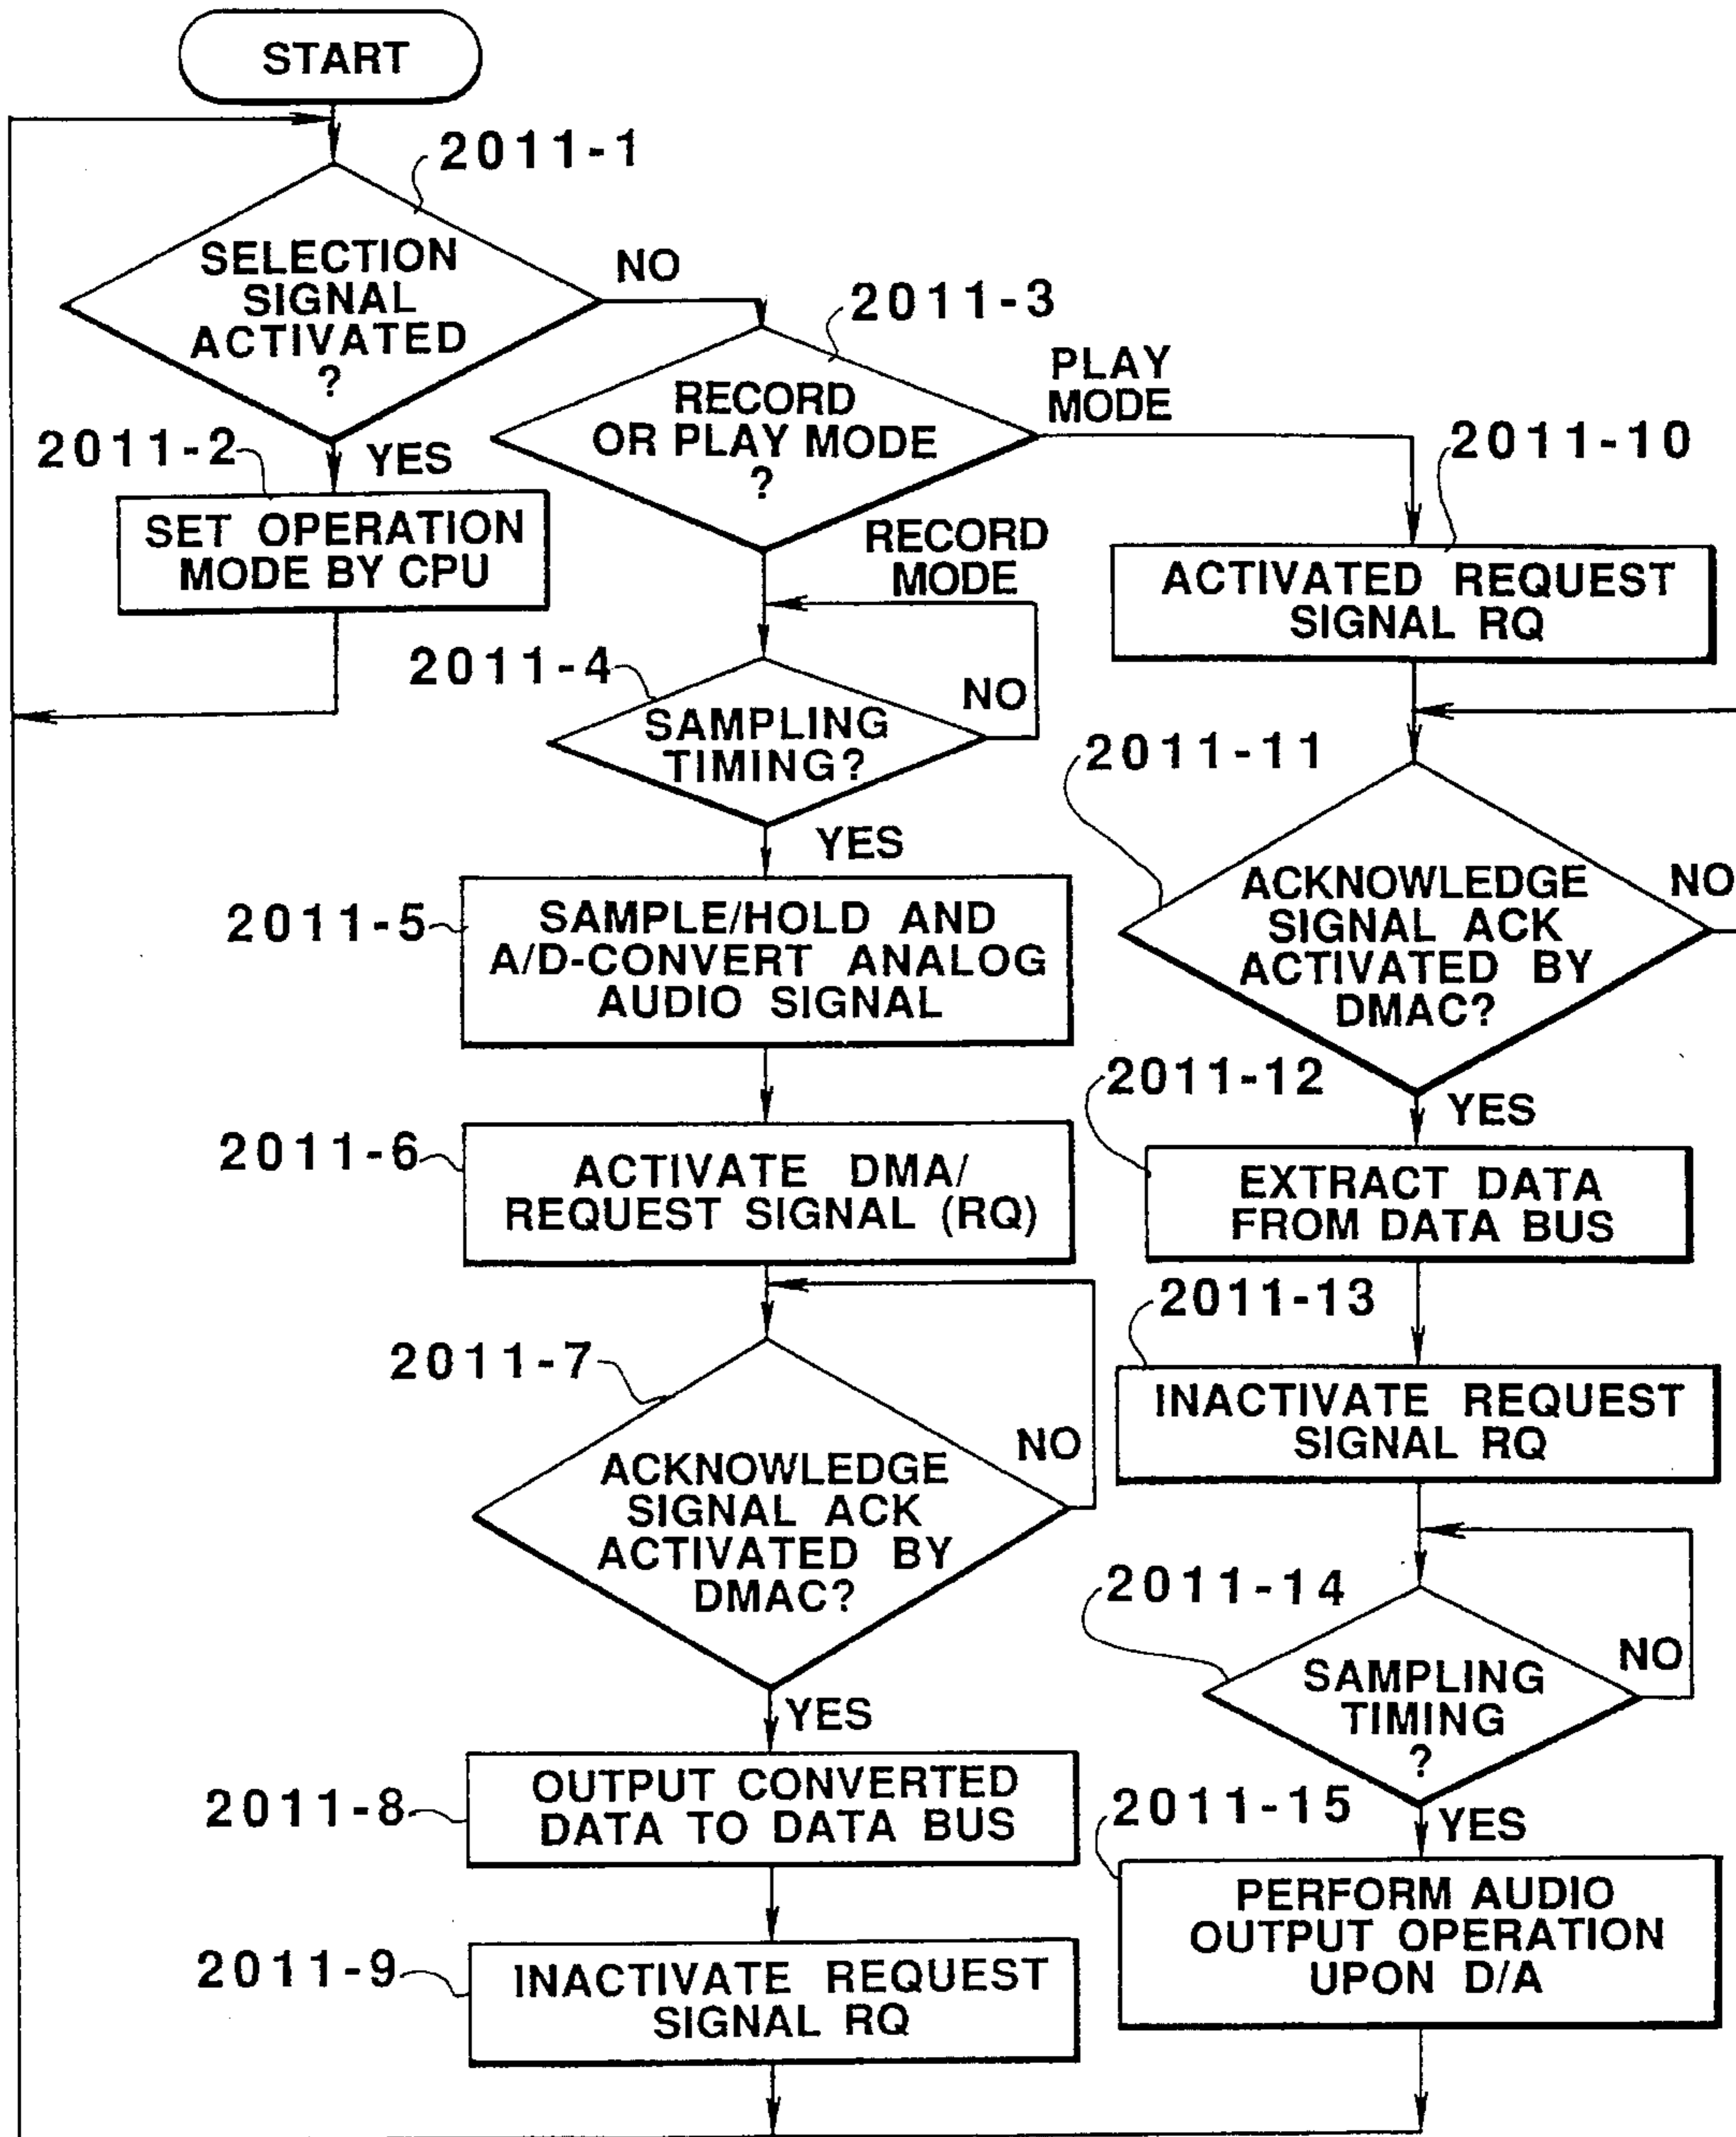 START
2011-1
SELECTION
SIGNAL
ACTIVATED
?
NO
YES
2011-2
SET OPERATION
MODE BY CPU
2011-3
RECORD
OR PLAY MODE
?
PLAY
MODE
RECORD
MODE
2011-4
SAMPLING
TIMING?
NO
YES
2011-5
SAMPLE/HOLD AND
A/D-CONVERT ANALOG
AUDIO SIGNAL
2011-6
ACTIVATE DMA/
REQUEST SIGNAL (RQ)
2011-7
ACKNOWLEDGE
SIGNAL ACK
ACTIVATED BY
DMAC?
NO
YES
2011-8
OUTPUT CONVERTED
DATA TO DATA BUS
2011-9
INACTIVATE REQUEST
SIGNAL RQ
2011-10
ACTIVATED REQUEST
SIGNAL RQ
2011-11
ACKNOWLEDGE
SIGNAL ACK
ACTIVATED BY
DMAC?
NO
YES
2011-12
EXTRACT DATA
FROM DATA BUS
2011-13
INACTIVATE REQUEST
SIGNAL RQ
2011-14
SAMPLING
TIMING
?
NO
YES
2011-15
PERFORM AUDIO
OUTPUT OPERATION
UPON D/A